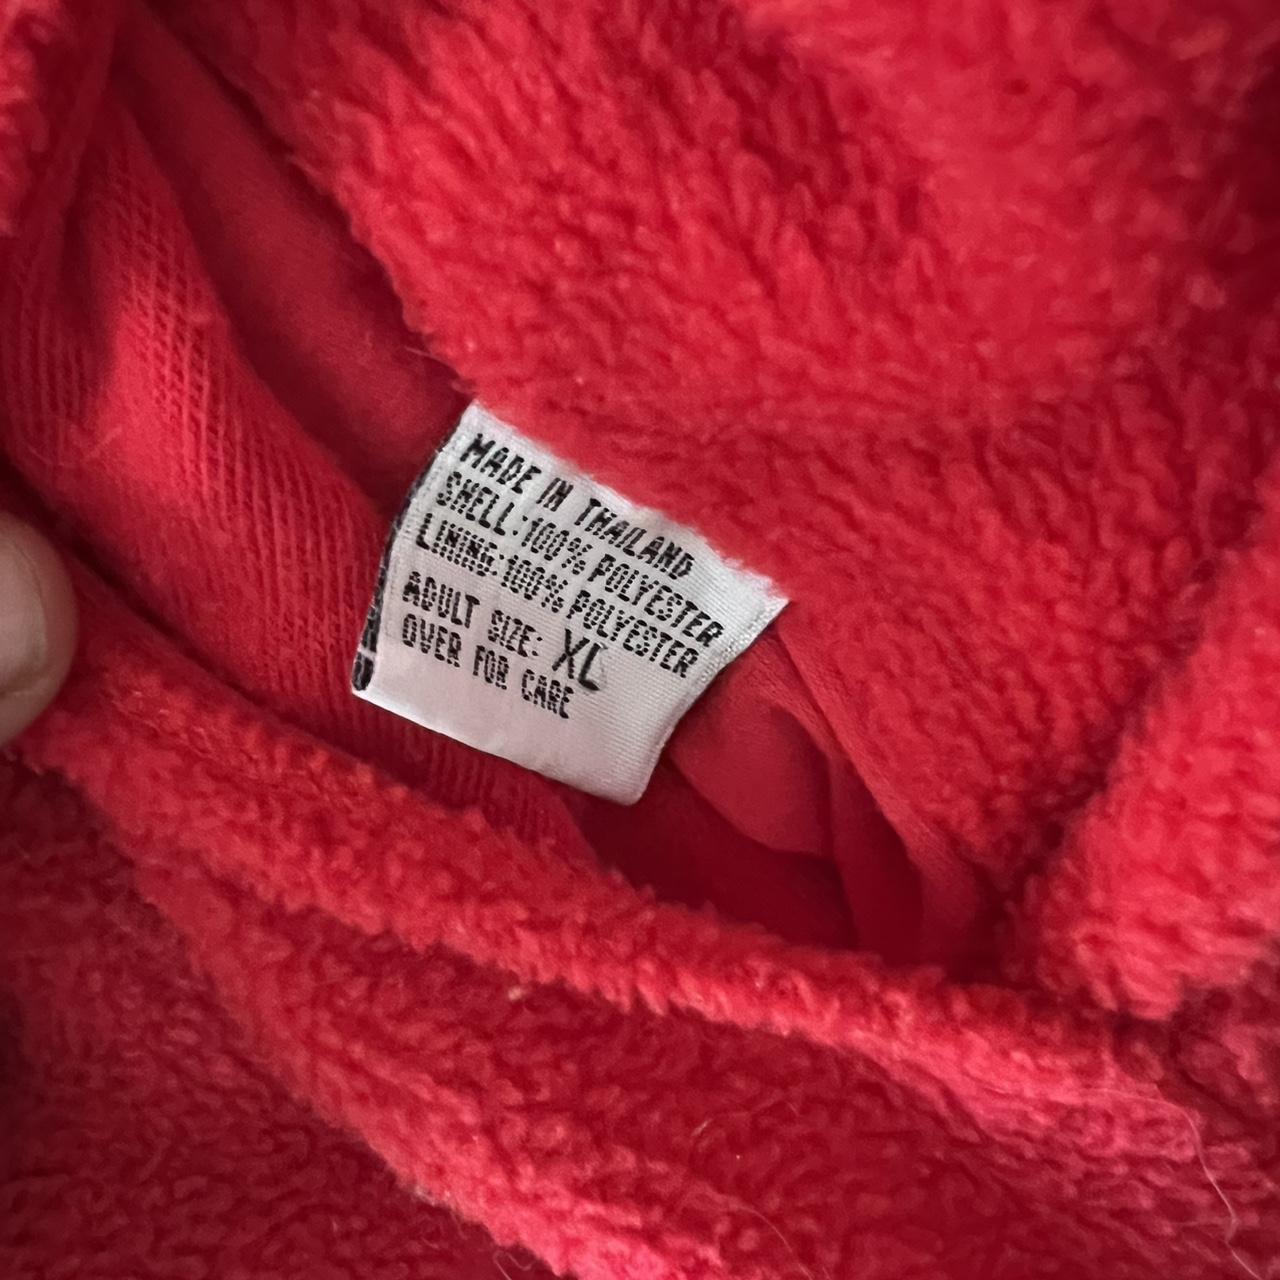 MADE IN THAILAND
SHELL:100% POLYESTER
LINING:100% POLYESTER
ADULT SIZE: XL
OVER FOR CARE